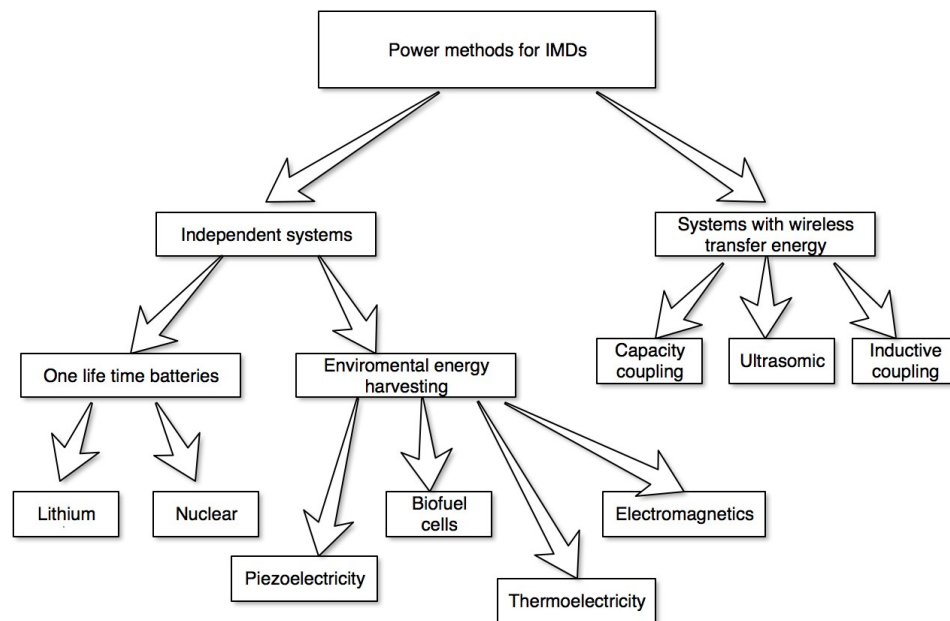 Power methods for IMDs
Independent systems
Systems with wireless
transfer energy
One life time batteries
Enviromental energy
harvesting
Capacity
coupling
Ultrasomic
Inductive
coupling
Lithium
Nuclear
Biofuel
cells
Electromagnetics
Piezoelectricity
Thermoelectricity